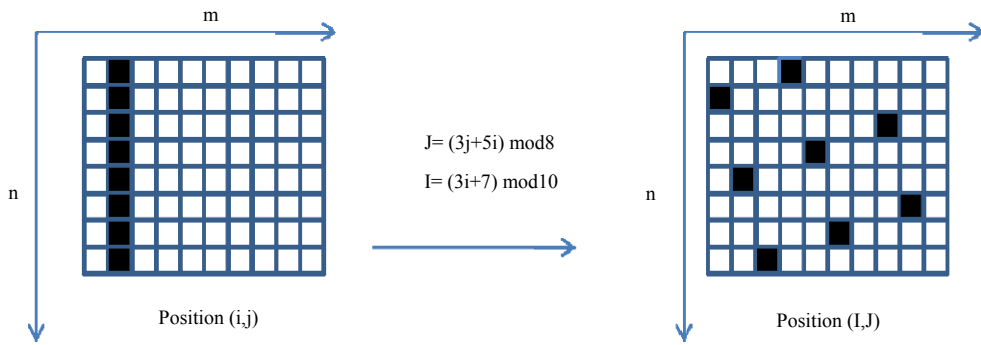 m
m
J= (3j+5i) mod8
I= (3i+7) mod10
n
n
Position (i,j)
Position (I,J)